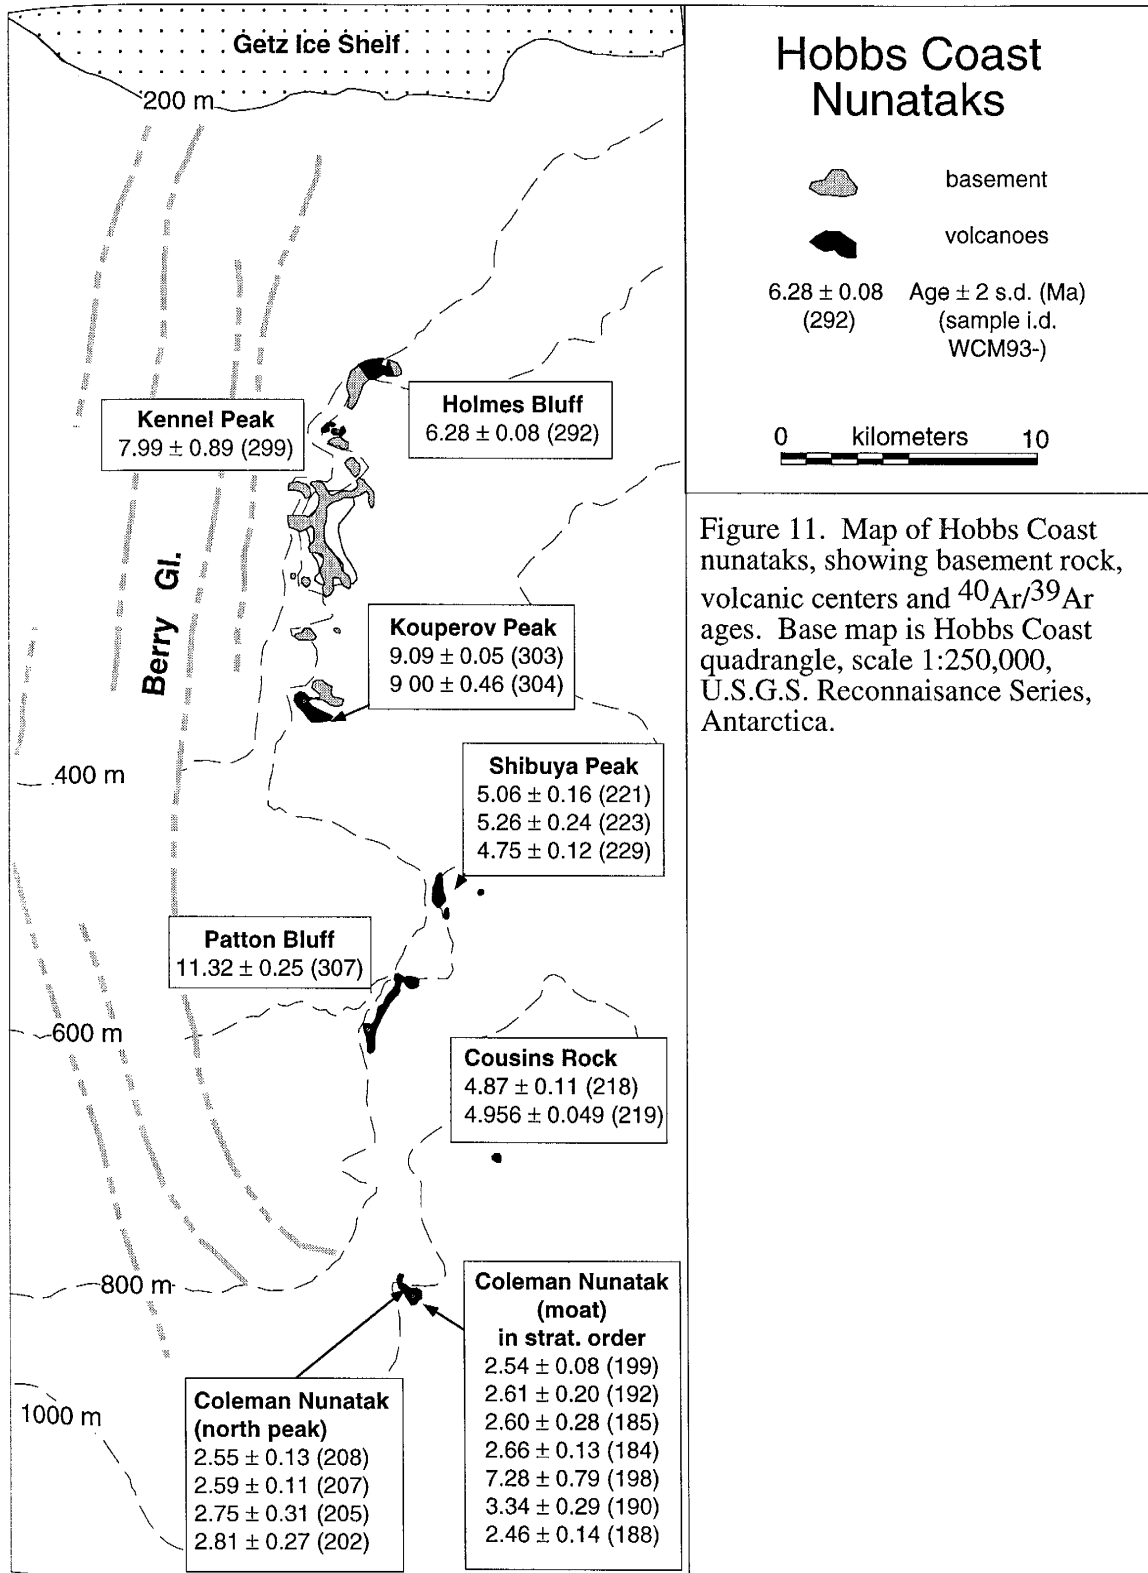 Getz Ice Shelf
200 m
Hobbs Coast
Nunataks
basement
volcanoes
6.28 ± 0.08
(292)
Age ± 2 s.d. (Ma)
(sample i.d.
WCM93-)
0 kilometers 10
Figure 11. Map of Hobbs Coast
nunataks, showing basement rock,
volcanic centers and ⁴⁰Ar/³⁹Ar
ages. Base map is Hobbs Coast
quadrangle, scale 1:250,000,
U.S.G.S. Reconnaisance Series,
Antarctica.
Kennel Peak
7.99 ± 0.89 (299)
Holmes Bluff
6.28 ± 0.08 (292)
Berry Gl.
Kouperov Peak
9.09 ± 0.05 (303)
9 00 ± 0.46 (304)
400 m
Shibuya Peak
5.06 ± 0.16 (221)
5.26 ± 0.24 (223)
4.75 ± 0.12 (229)
Patton Bluff
11.32 ± 0.25 (307)
600 m
Cousins Rock
4.87 ± 0.11 (218)
4.956 ± 0.049 (219)
800 m
Coleman Nunatak
(moat)
in strat. order
2.54 ± 0.08 (199)
2.61 ± 0.20 (192)
2.60 ± 0.28 (185)
2.66 ± 0.13 (184)
7.28 ± 0.79 (198)
3.34 ± 0.29 (190)
2.46 ± 0.14 (188)
1000 m
Coleman Nunatak
(north peak)
2.55 ± 0.13 (208)
2.59 ± 0.11 (207)
2.75 ± 0.31 (205)
2.81 ± 0.27 (202)